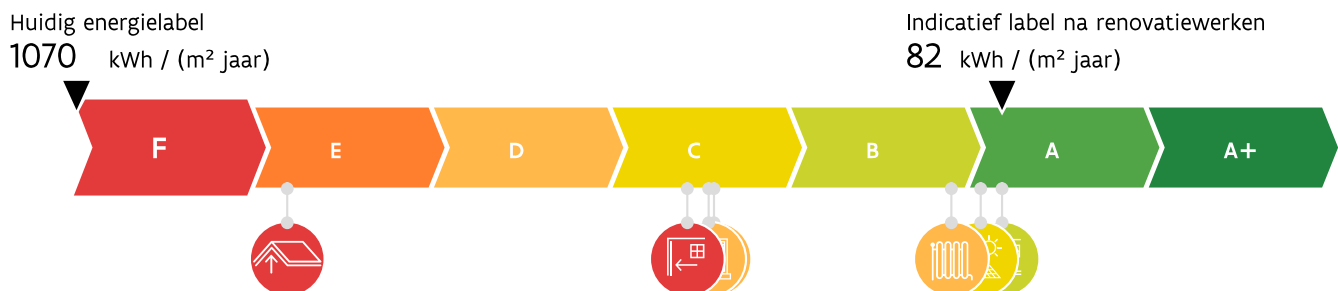 Huidig energielabel
1070 kWh / (m² jaar)
Indicatief label na renovatiewerken
82 kWh / (m² jaar)
F E D C B A A+